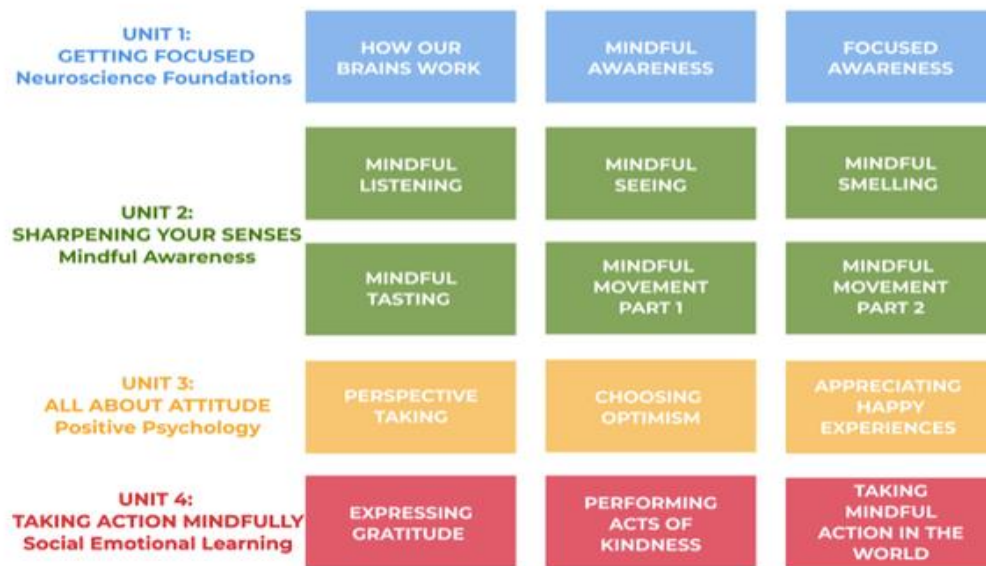 UNIT 1:
GETTING FOCUSED
Neuroscience Foundations
HOW OUR
BRAINS WORK
MINDFUL
AWARENESS
FOCUSED
AWARENESS
UNIT 2:
SHARPENING YOUR SENSES
Mindful Awareness
MINDFUL
LISTENING
MINDFUL
SEEING
MINDFUL
SMELLING
MINDFUL
TASTING
MINDFUL
MOVEMENT
PART 1
MINDFUL
MOVEMENT
PART 2
UNIT 3:
ALL ABOUT ATTITUDE
Positive Psychology
PERSPECTIVE
TAKING
CHOOSING
OPTIMISM
APPRECIATING
HAPPY
EXPERIENCES
UNIT 4:
TAKING ACTION MINDFULLY
Social Emotional Learning
EXPRESSING
GRATITUDE
PERFORMING
ACTS OF
KINDNESS
TAKING
MINDFUL
ACTION IN THE
WORLD